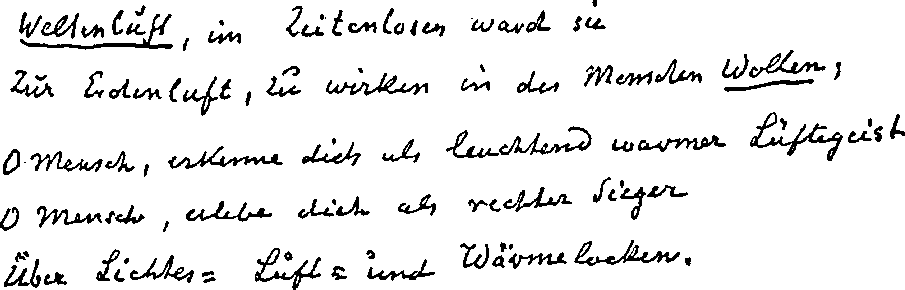 Weltenluft, im Zeitenlosen ward sie
Zur Erdenluft, zu wirken in des Menschen Wollen;
O Mensch, erkenne dich als leuchtend warmer Lüftegeist
O Mensch, erlebe dich als rechter Sieger
Über Lichtes= Luft= und Wärmelocken.